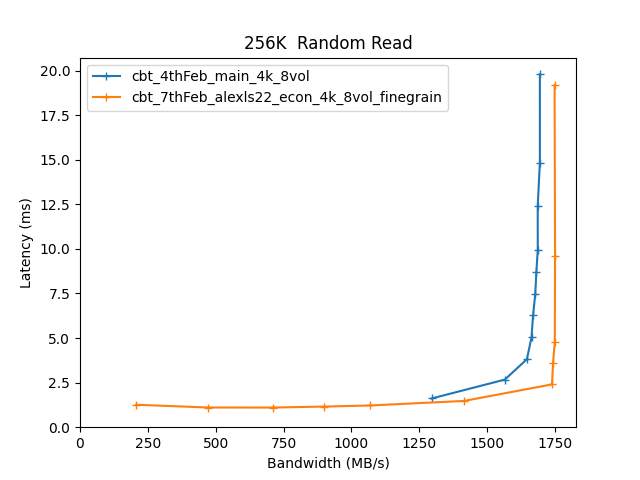 256K  Random Read
cbt_4thFeb_main_4k_8vol
cbt_7thFeb_alexls22_econ_4k_8vol_finegrain
Latency (ms)
20.0
17.5
15.0
12.5
10.0
7.5
5.0
2.5
0.0
0 250 500 750 1000 1250 1500 1750
Bandwidth (MB/s)